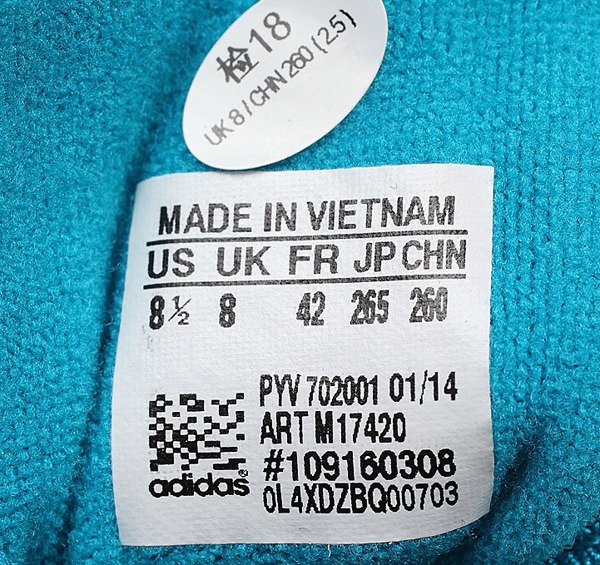 检18
UK 8 / CHN 260 (2.5)
MADE IN VIETNAM
US UK FR JP CHN
8½ 8 42 265 260
PYV 702001 01/14
ART M17420
#109160308
adidas®
0L4XDZBQ00703